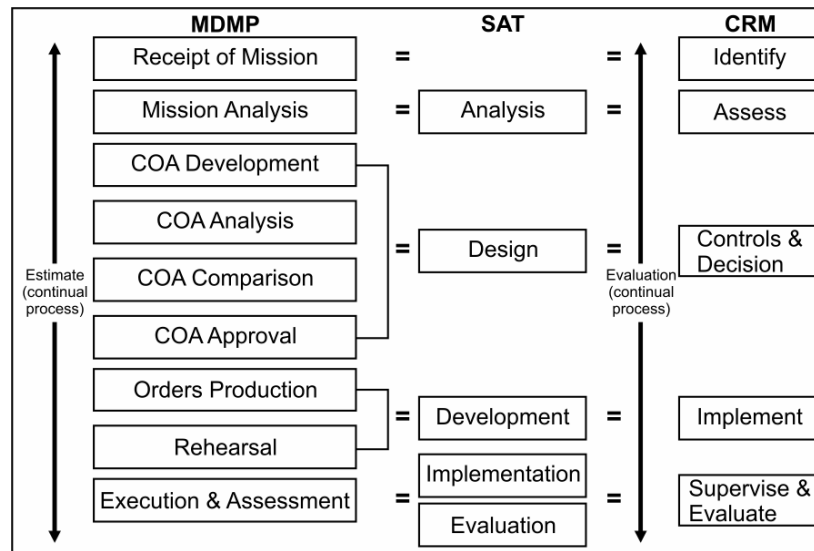 MDMP SAT CRM
Receipt of Mission = = Identify
Mission Analysis = Analysis = Assess
COA Development
COA Analysis
= Design = Controls &
Decision
Estimate
(continual
process)
Evaluation
(continual
process)
COA Comparison
COA Approval
Orders Production
= Development = Implement
Rehearsal
Implementation
Execution & Assessment = = Supervise &
Evaluate
Evaluation